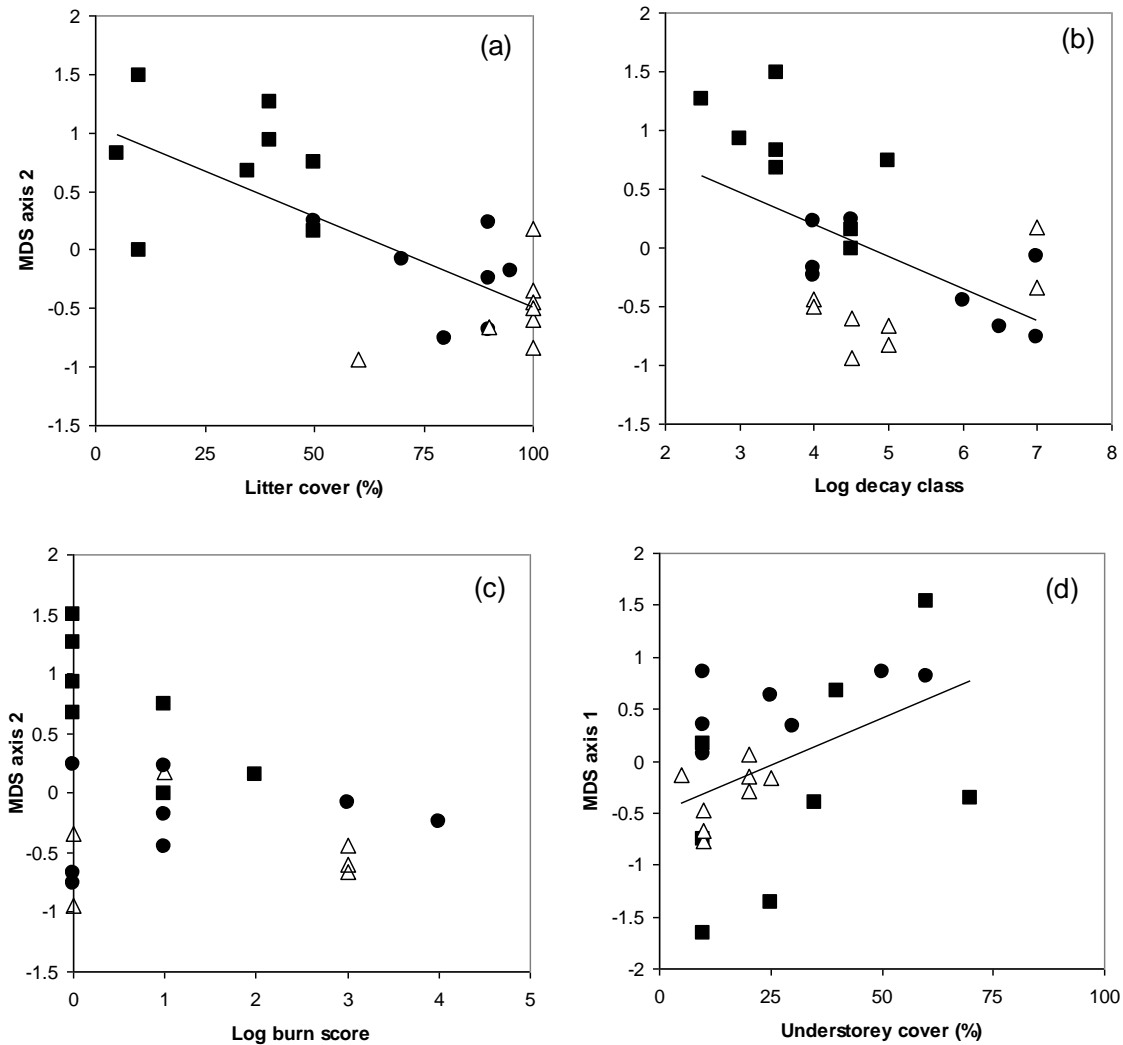 (a)
2
1.5
1
0.5
0
-0.5
-1
-1.5
MDS axis 2
0 25 50 75 100
Litter cover (%)
(b)
2
1.5
1
0.5
0
-0.5
-1
-1.5
2 3 4 5 6 7 8
Log decay class
(c)
2
1.5
1
0.5
0
-0.5
-1
-1.5
MDS axis 2
0 1 2 3 4 5
Log burn score
(d)
2
1.5
1
0.5
0
-0.5
-1
-1.5
-2
MDS axis 1
0 25 50 75 100
Understorey cover (%)